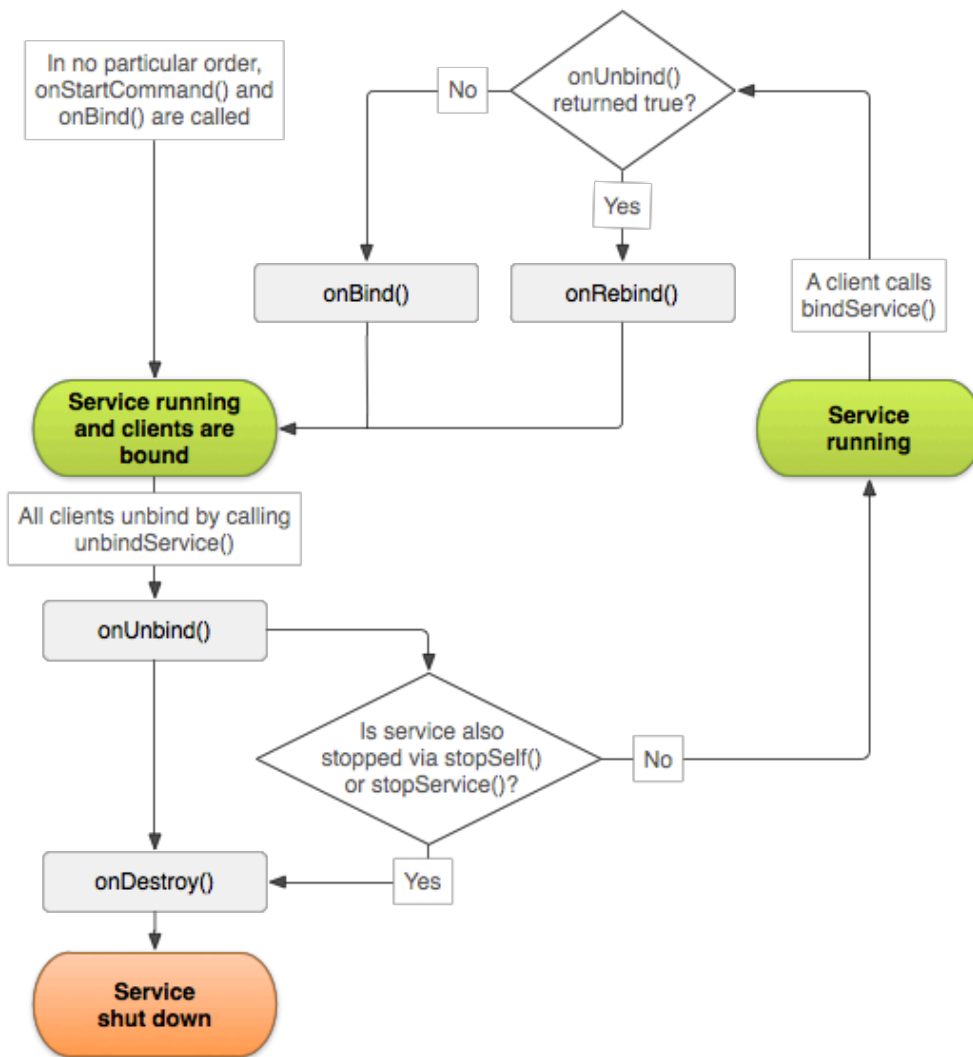 In no particular order,
onStartCommand() and
onBind() are called
onUnbind()
returned true?
No
Yes
onBind()
onRebind()
A client calls
bindService()
Service running
and clients are
bound
Service
running
All clients unbind by calling
unbindService()
onUnbind()
Is service also
stopped via stopSelf()
or stopService()?
No
Yes
onDestroy()
Service
shut down